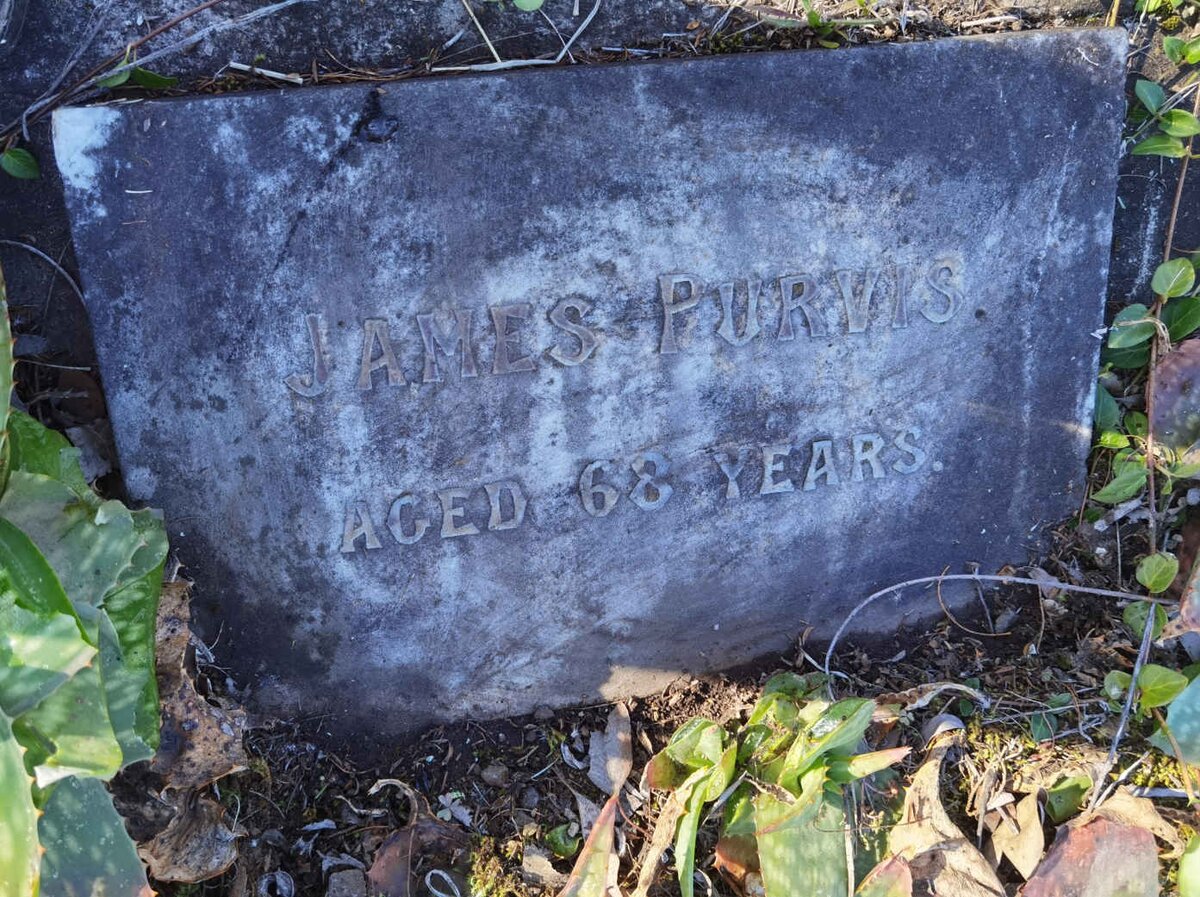 JAMES PURVIS
AGED 68 YEARS.